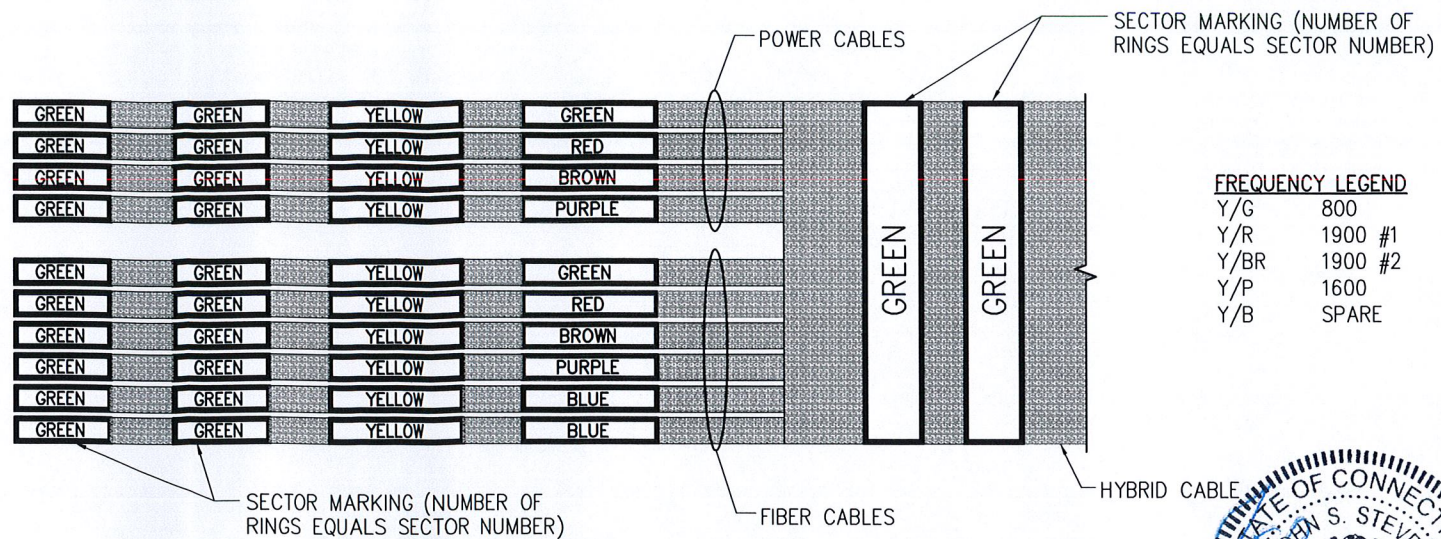 POWER CABLES
SECTOR MARKING (NUMBER OF
RINGS EQUALS SECTOR NUMBER)
GREEN GREEN YELLOW GREEN
GREEN GREEN YELLOW RED
GREEN GREEN YELLOW BROWN
GREEN GREEN YELLOW PURPLE
GREEN GREEN YELLOW GREEN
GREEN GREEN YELLOW RED
GREEN GREEN YELLOW BROWN
GREEN GREEN YELLOW PURPLE
GREEN GREEN YELLOW BLUE
GREEN GREEN YELLOW BLUE
GREEN
GREEN
FREQUENCY LEGEND
Y/G 800
Y/R 1900 #1
Y/BR 1900 #2
Y/P 1600
Y/B SPARE
SECTOR MARKING (NUMBER OF
RINGS EQUALS SECTOR NUMBER)
FIBER CABLES
HYBRID CABLE
OF
S.